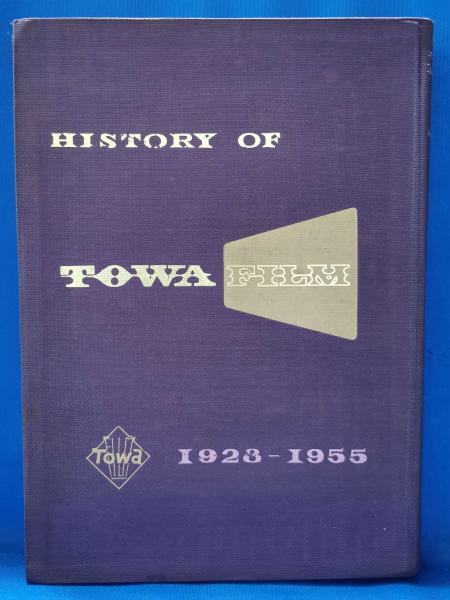 HISTORY OF
TOWA FILM
Towa
1928-1955